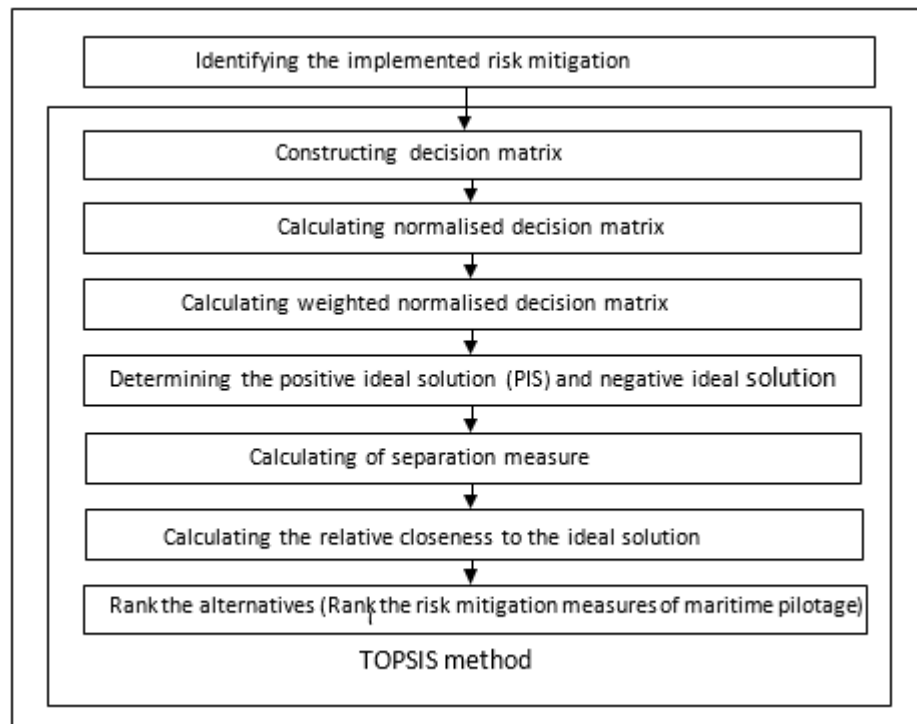 Identifying the implemented risk mitigation
Constructing decision matrix
Calculating normalised decision matrix
Calculating weighted normalised decision matrix
Determining the positive ideal solution (PIS) and negative ideal solution
Calculating of separation measure
Calculating the relative closeness to the ideal solution
Rank the alternatives (Rank the risk mitigation measures of maritime pilotage)
TOPSIS method